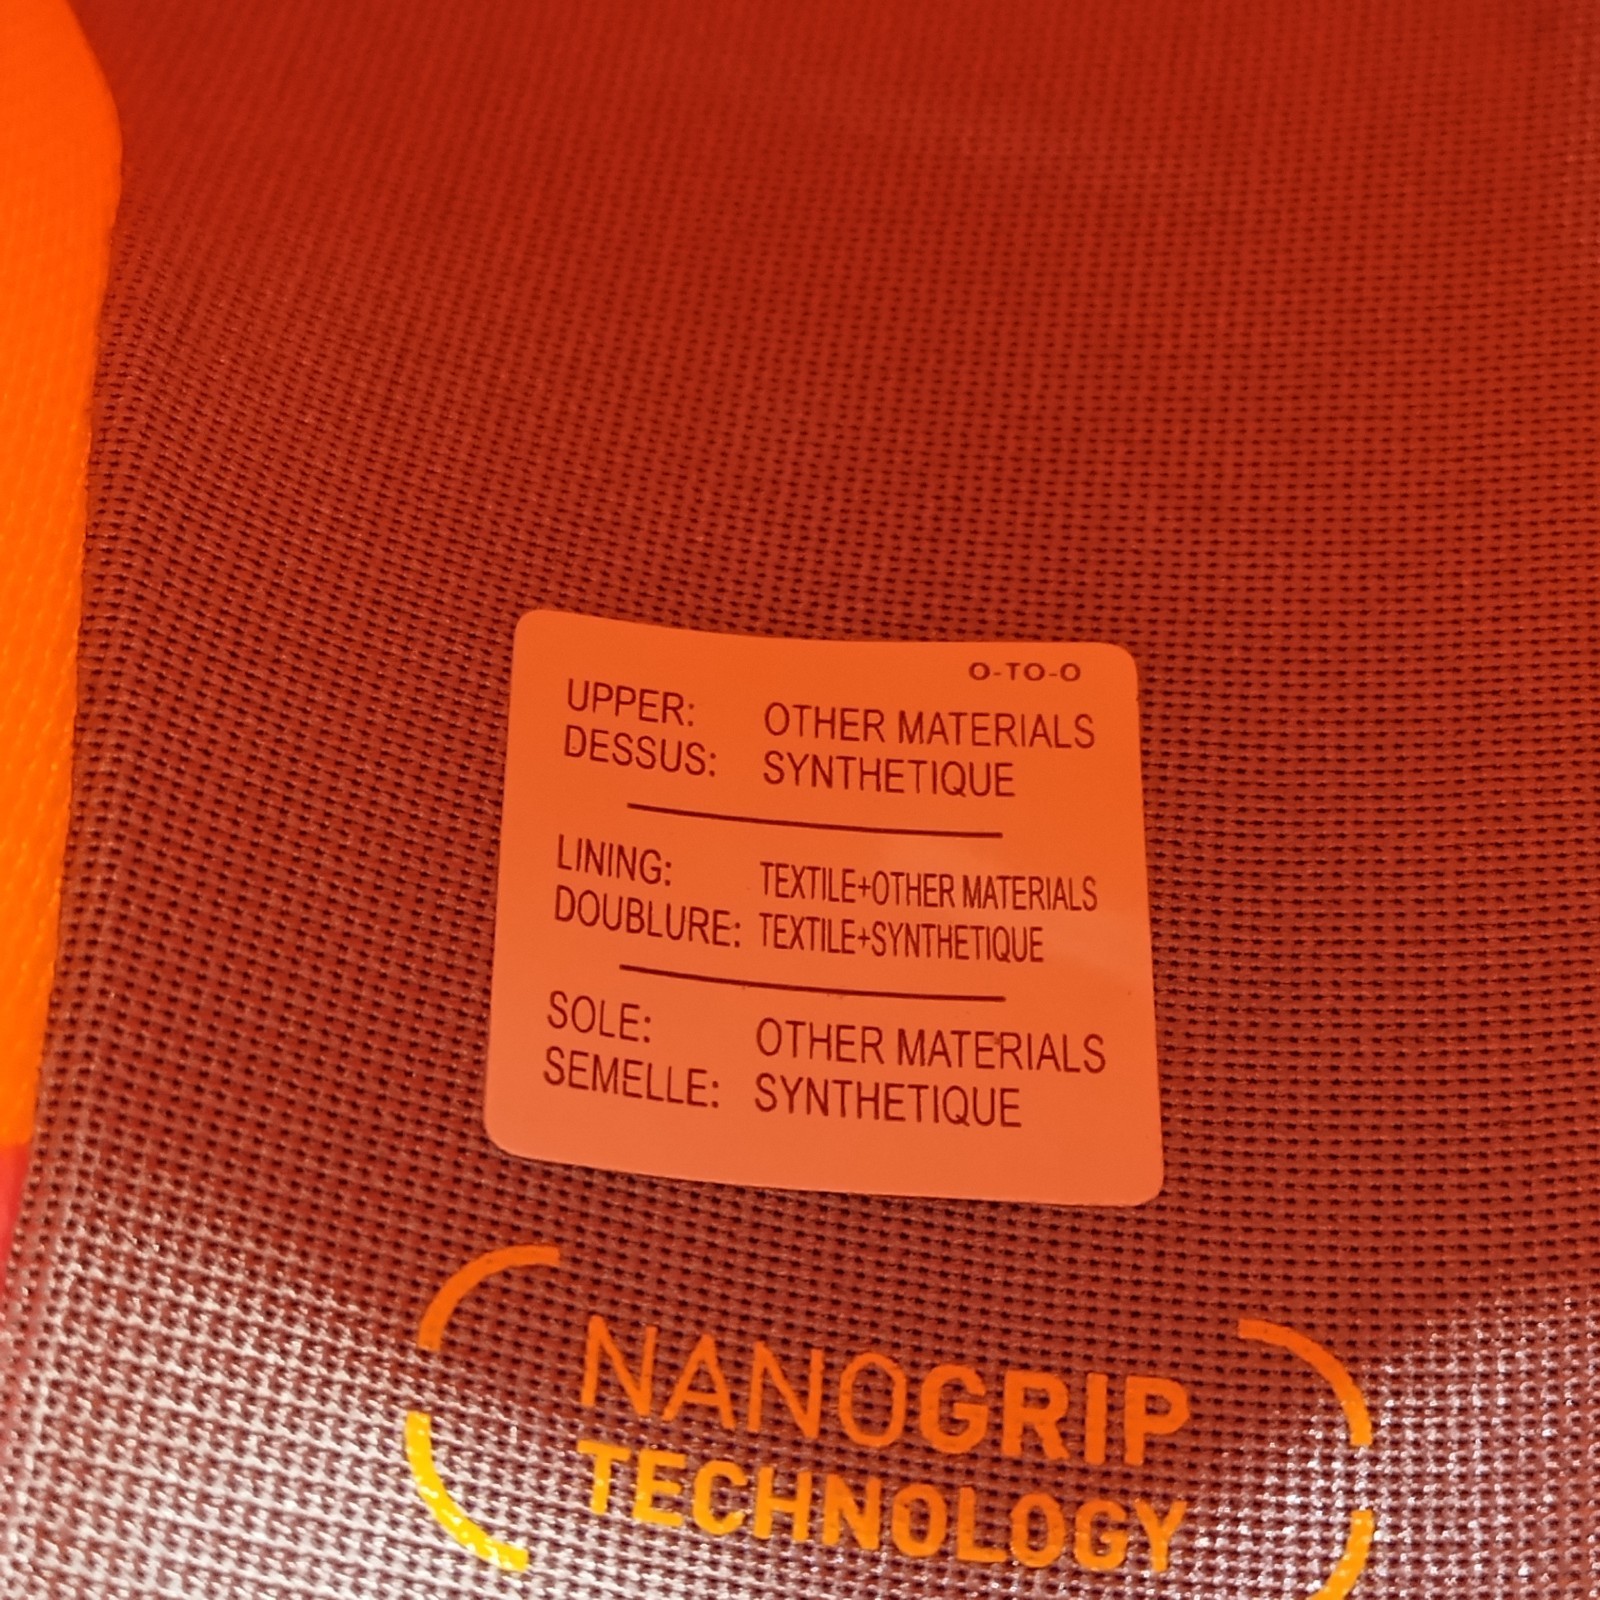 O-TO-O
UPPER: OTHER MATERIALS
DESSUS: SYNTHETIQUE
LINING: TEXTILE+OTHER MATERIALS
DOUBLURE: TEXTILE+SYNTHETIQUE
SOLE: OTHER MATERIALS
SEMELLE: SYNTHETIQUE
NANOGRIP
TECHNOLOGY